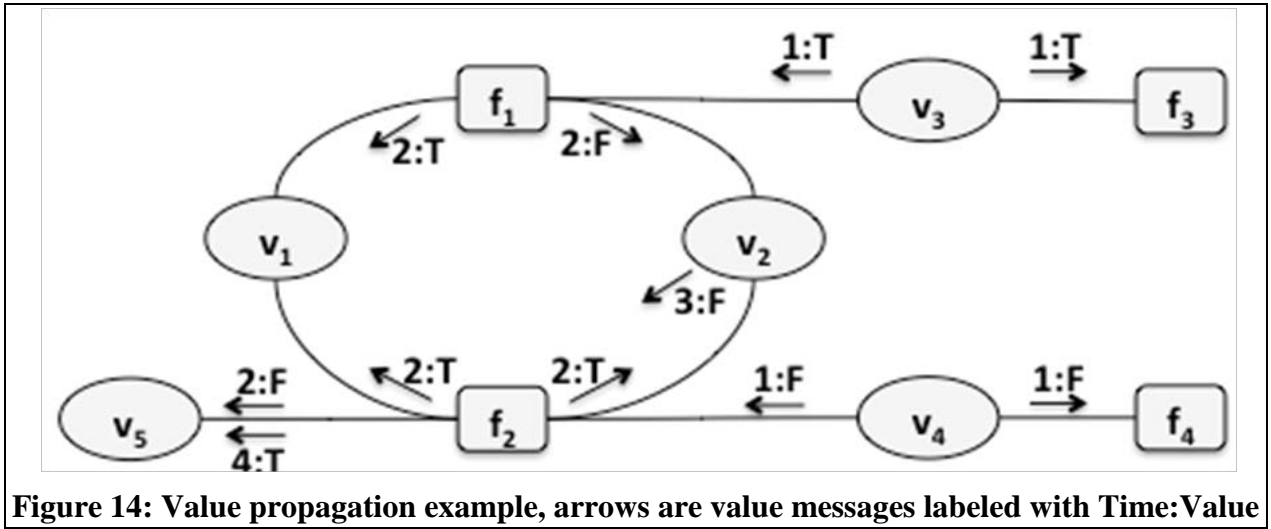 1:T 1:T
f1 v3 f3
2:T 2:F
v1 v2
3:F
2:F 2:T 2:T 1:F 1:F
v5 f2 v4 f4
4:T
Figure 14: Value propagation example, arrows are value messages labeled with Time:Value